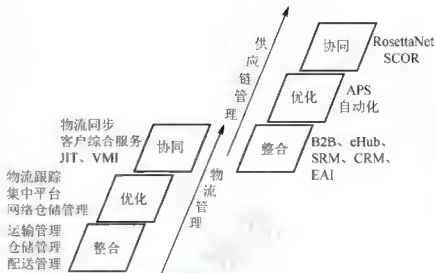 供应链管理
协同
RosettaNet
SCOR
优化
APS
自动化
整合
B2B、eHub、
SRM、CRM、
EAI
物流管理
物流同步
客户综合服务
JIT、VMI
协同
物流跟踪
集中平台
网络仓储管理
优化
运输管理
仓储管理
配送管理
整合